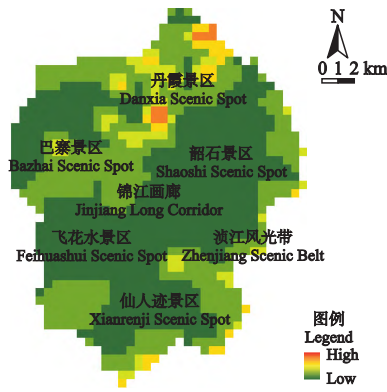 N
0 1 2 km
丹霞景区
Danxia Scenic Spot
巴寨景区
Bazhai Scenic Spot
韶石景区
Shaoshi Scenic Spot
锦江画廊
Jinjiang Long Corridor
飞花水景区
Feihuashui Scenic Spot
浈江风光带
Zhenjiang Scenic Belt
仙人迹景区
Xianrenji Scenic Spot
图例
Legend
High
Low